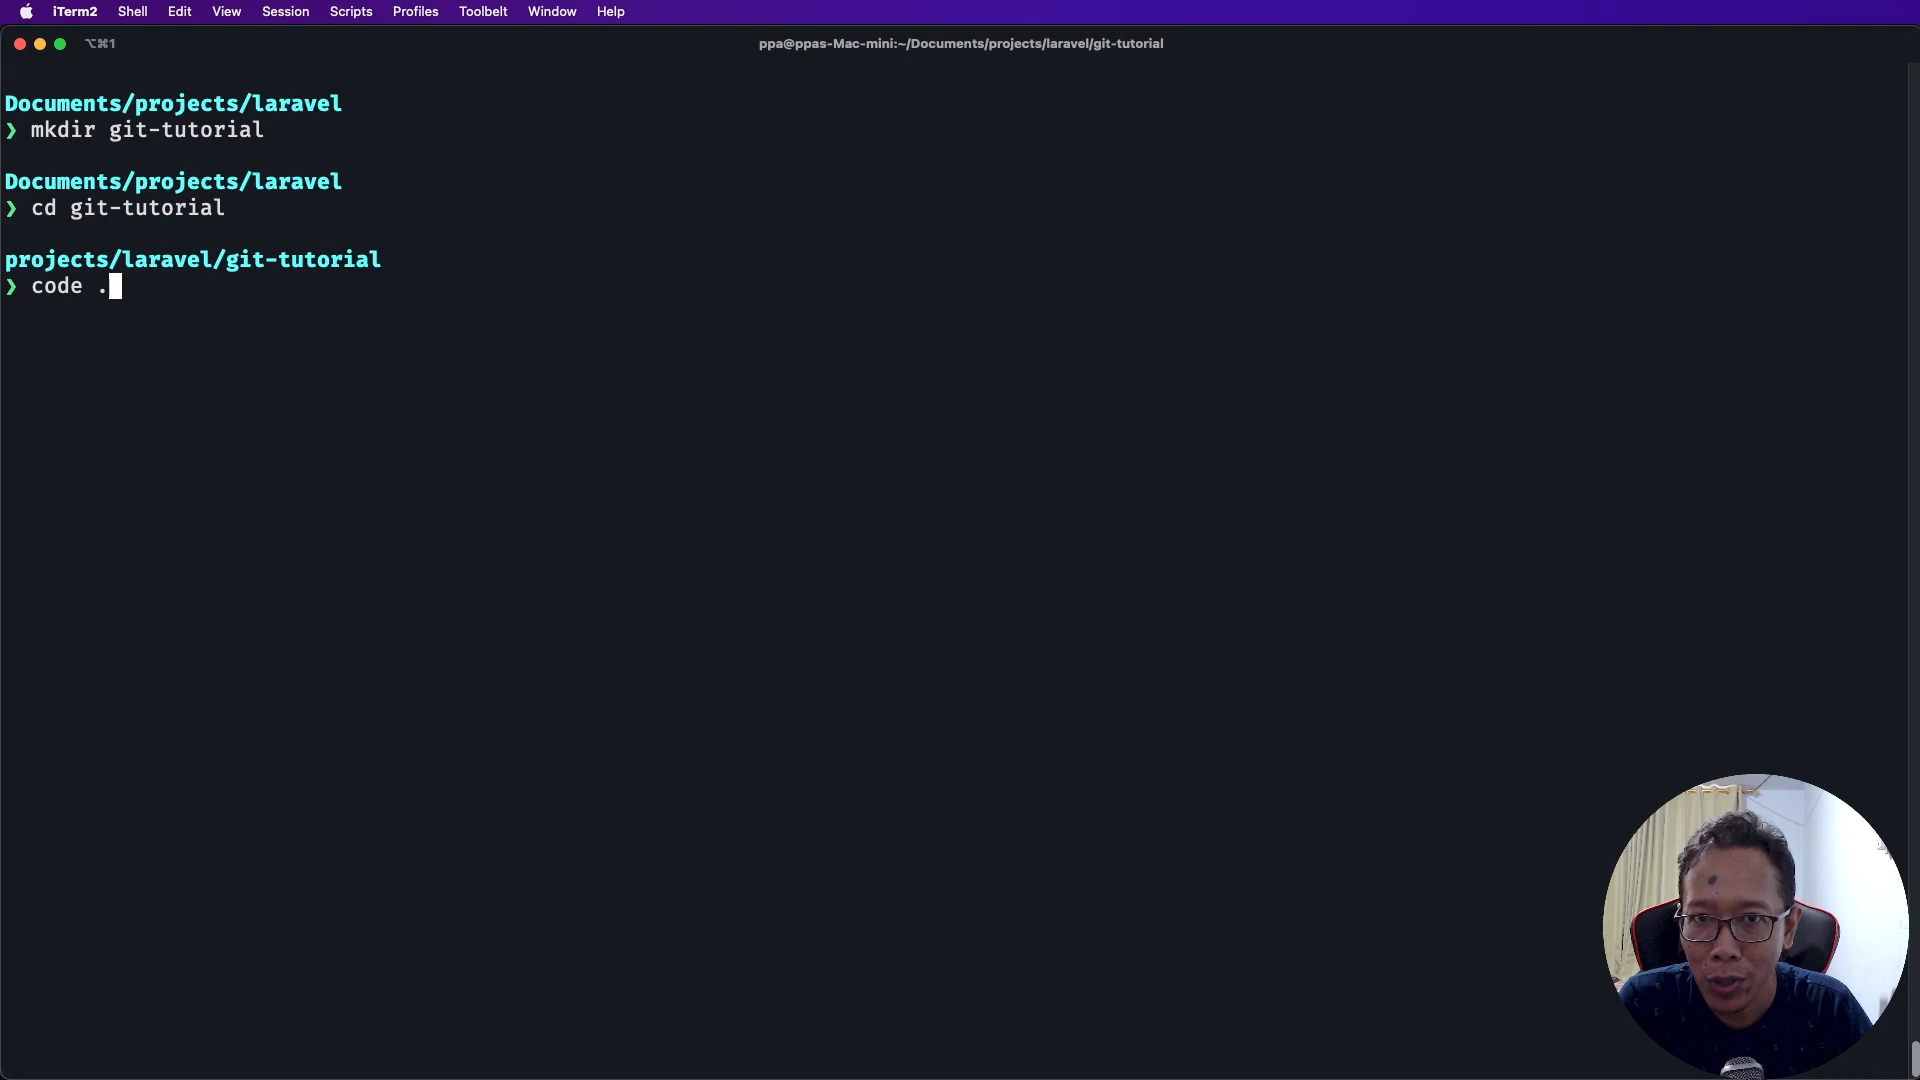 iTerm2 Shell Edit View Session Scripts Profiles Toolbelt Window Help
⌥⌘1 ppa@ppas-Mac-mini:~/Documents/projects/laravel/git-tutorial
Documents/projects/laravel
❯ mkdir git-tutorial
Documents/projects/laravel
❯ cd git-tutorial
projects/laravel/git-tutorial
❯ code .